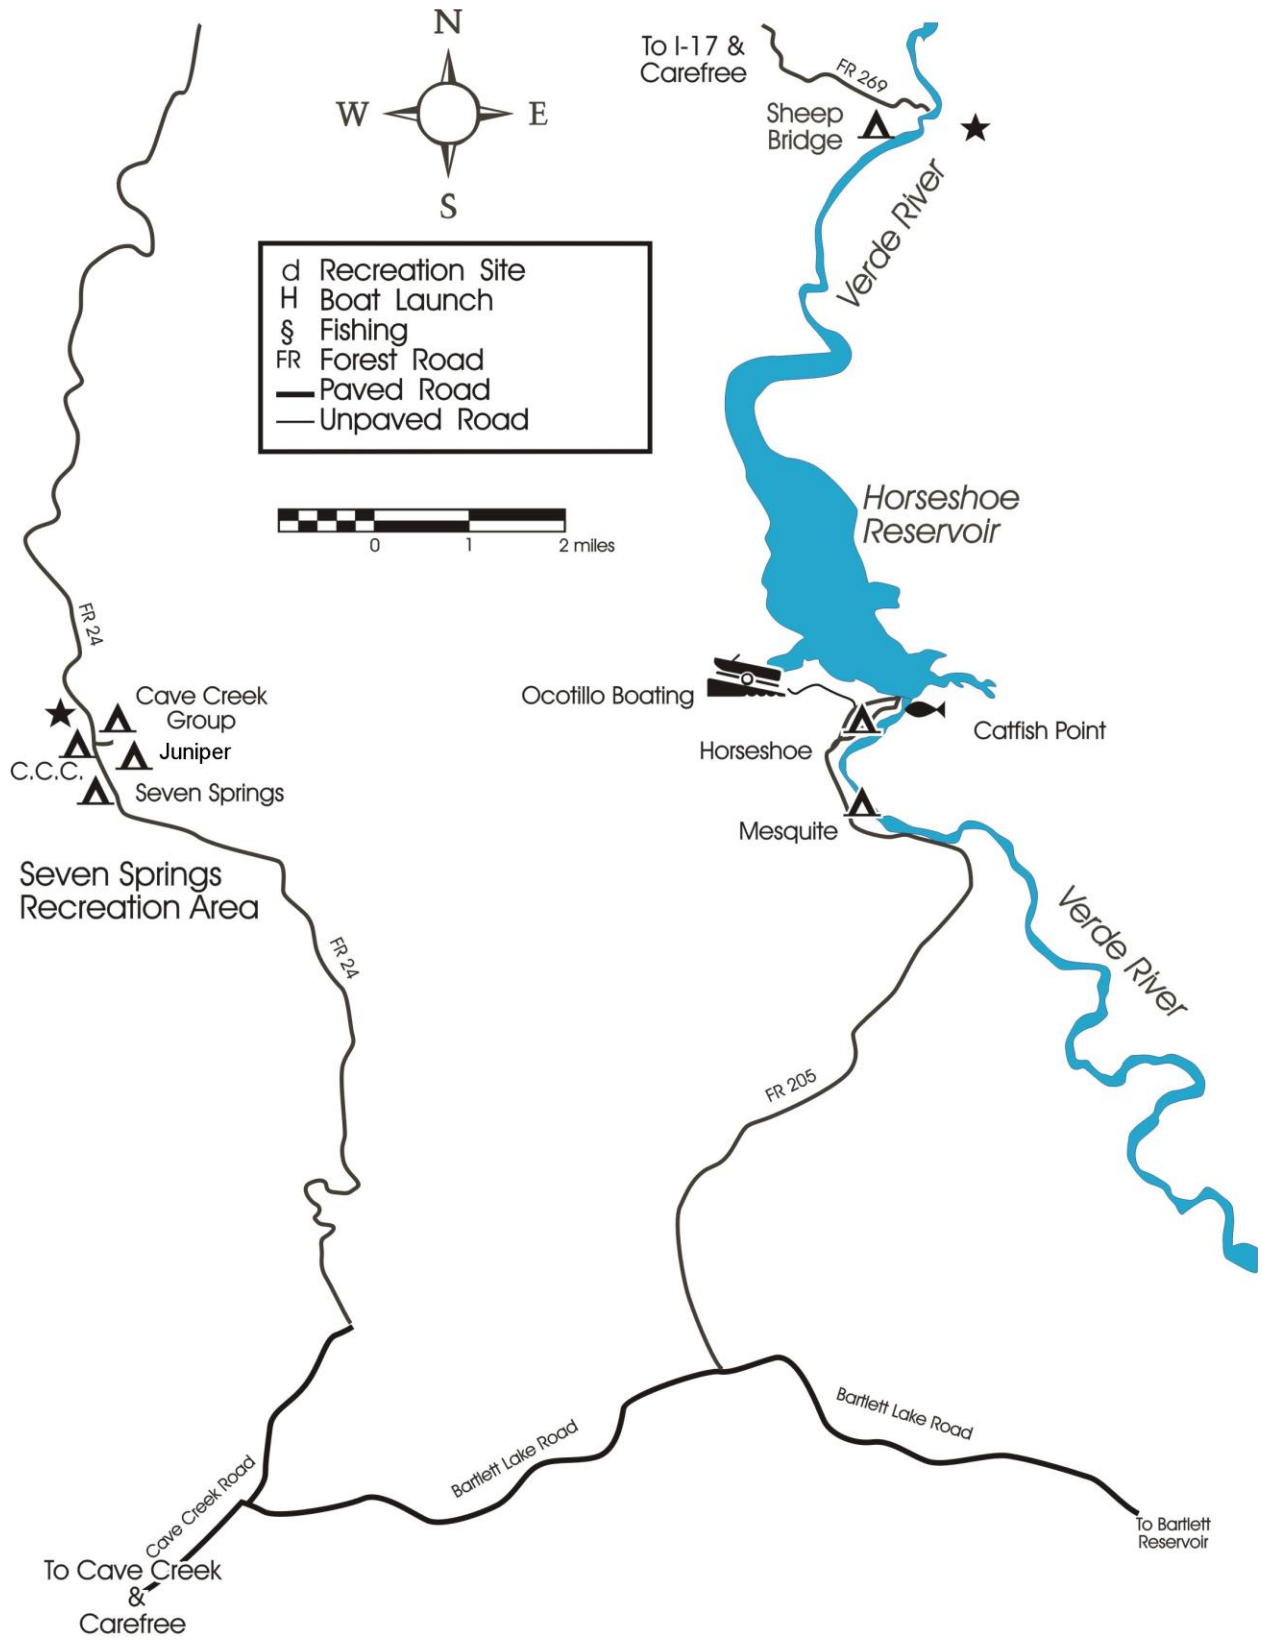 N
W
E
S
To I-17 &
Carefree
FR 269
Sheep
Bridge
Verde River
d Recreation Site
H Boat Launch
§ Fishing
FR Forest Road
Paved Road
Unpaved Road
0 1 2 miles
Horseshoe
Reservoir
FR 24
Cave Creek
Group
Juniper
C.C.C.
Seven Springs
Seven Springs
Recreation Area
Ocotillo Boating
Catfish Point
Horseshoe
Mesquite
Verde River
FR 24
FR 205
Bartlett Lake Road
Bartlett Lake Road
Cave Creek Road
To Bartlett
Reservoir
To Cave Creek
&
Carefree